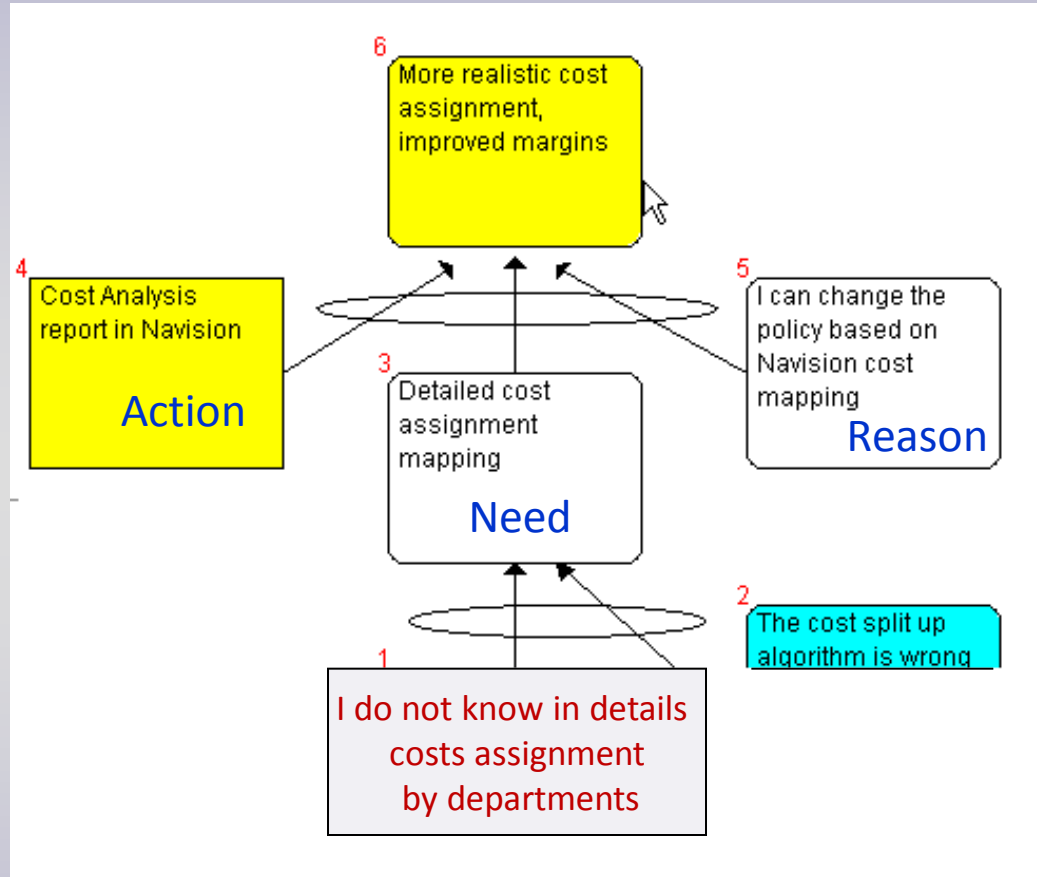 6
More realistic cost
assignment,
improved margins
4
Cost Analysis
report in Navision
Action
5
I can change the
policy based on
Navision cost
mapping
Reason
3
Detailed cost
assignment
mapping
Need
2
The cost split up
algorithm is wrong
1
I do not know in details
costs assignment
by departments